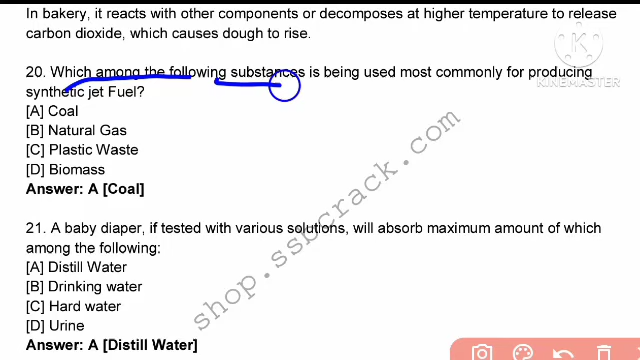 In bakery, it reacts with other components or decomposes at higher temperature to release
carbon dioxide, which causes dough to rise.
20. Which among the following substances is being used most commonly for producing
synthetic jet Fuel?
[A] Coal
[B] Natural Gas
[C] Plastic Waste
[D] Biomass
Answer: A [Coal]
21. A baby diaper, if tested with various solutions, will absorb maximum amount of which
among the following:
[A] Distill Water
[B] Drinking water
[C] Hard water
[D] Urine
Answer: A [Distill Water]
shop.ssbcrack.com
KINEMASTER